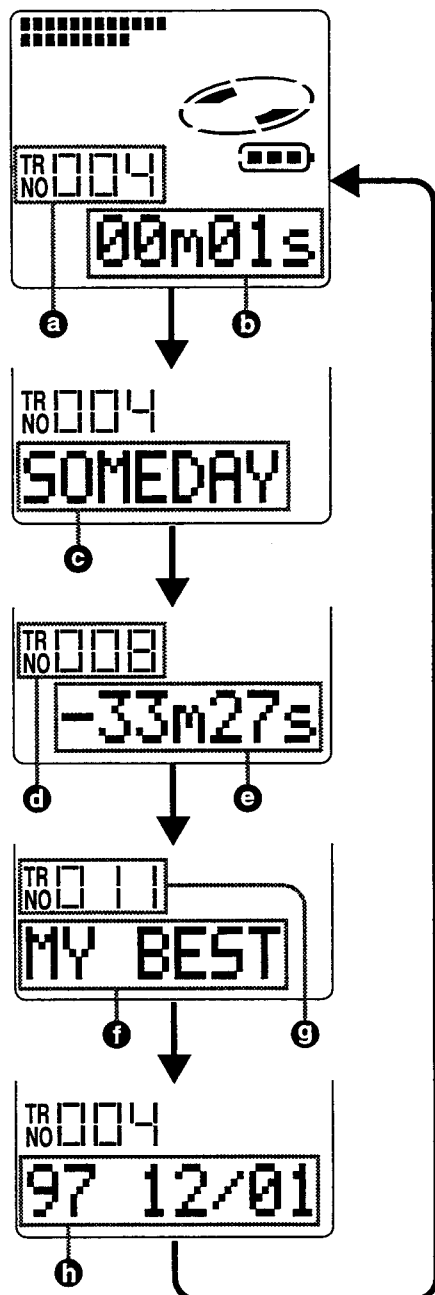 TR NO 004
00m01s
a b
TR NO 004
SOMEDAY
c
TR NO 008
-33m27s
d e
TR NO 011
MY BEST
f g
TR NO 004
97 12/01
h